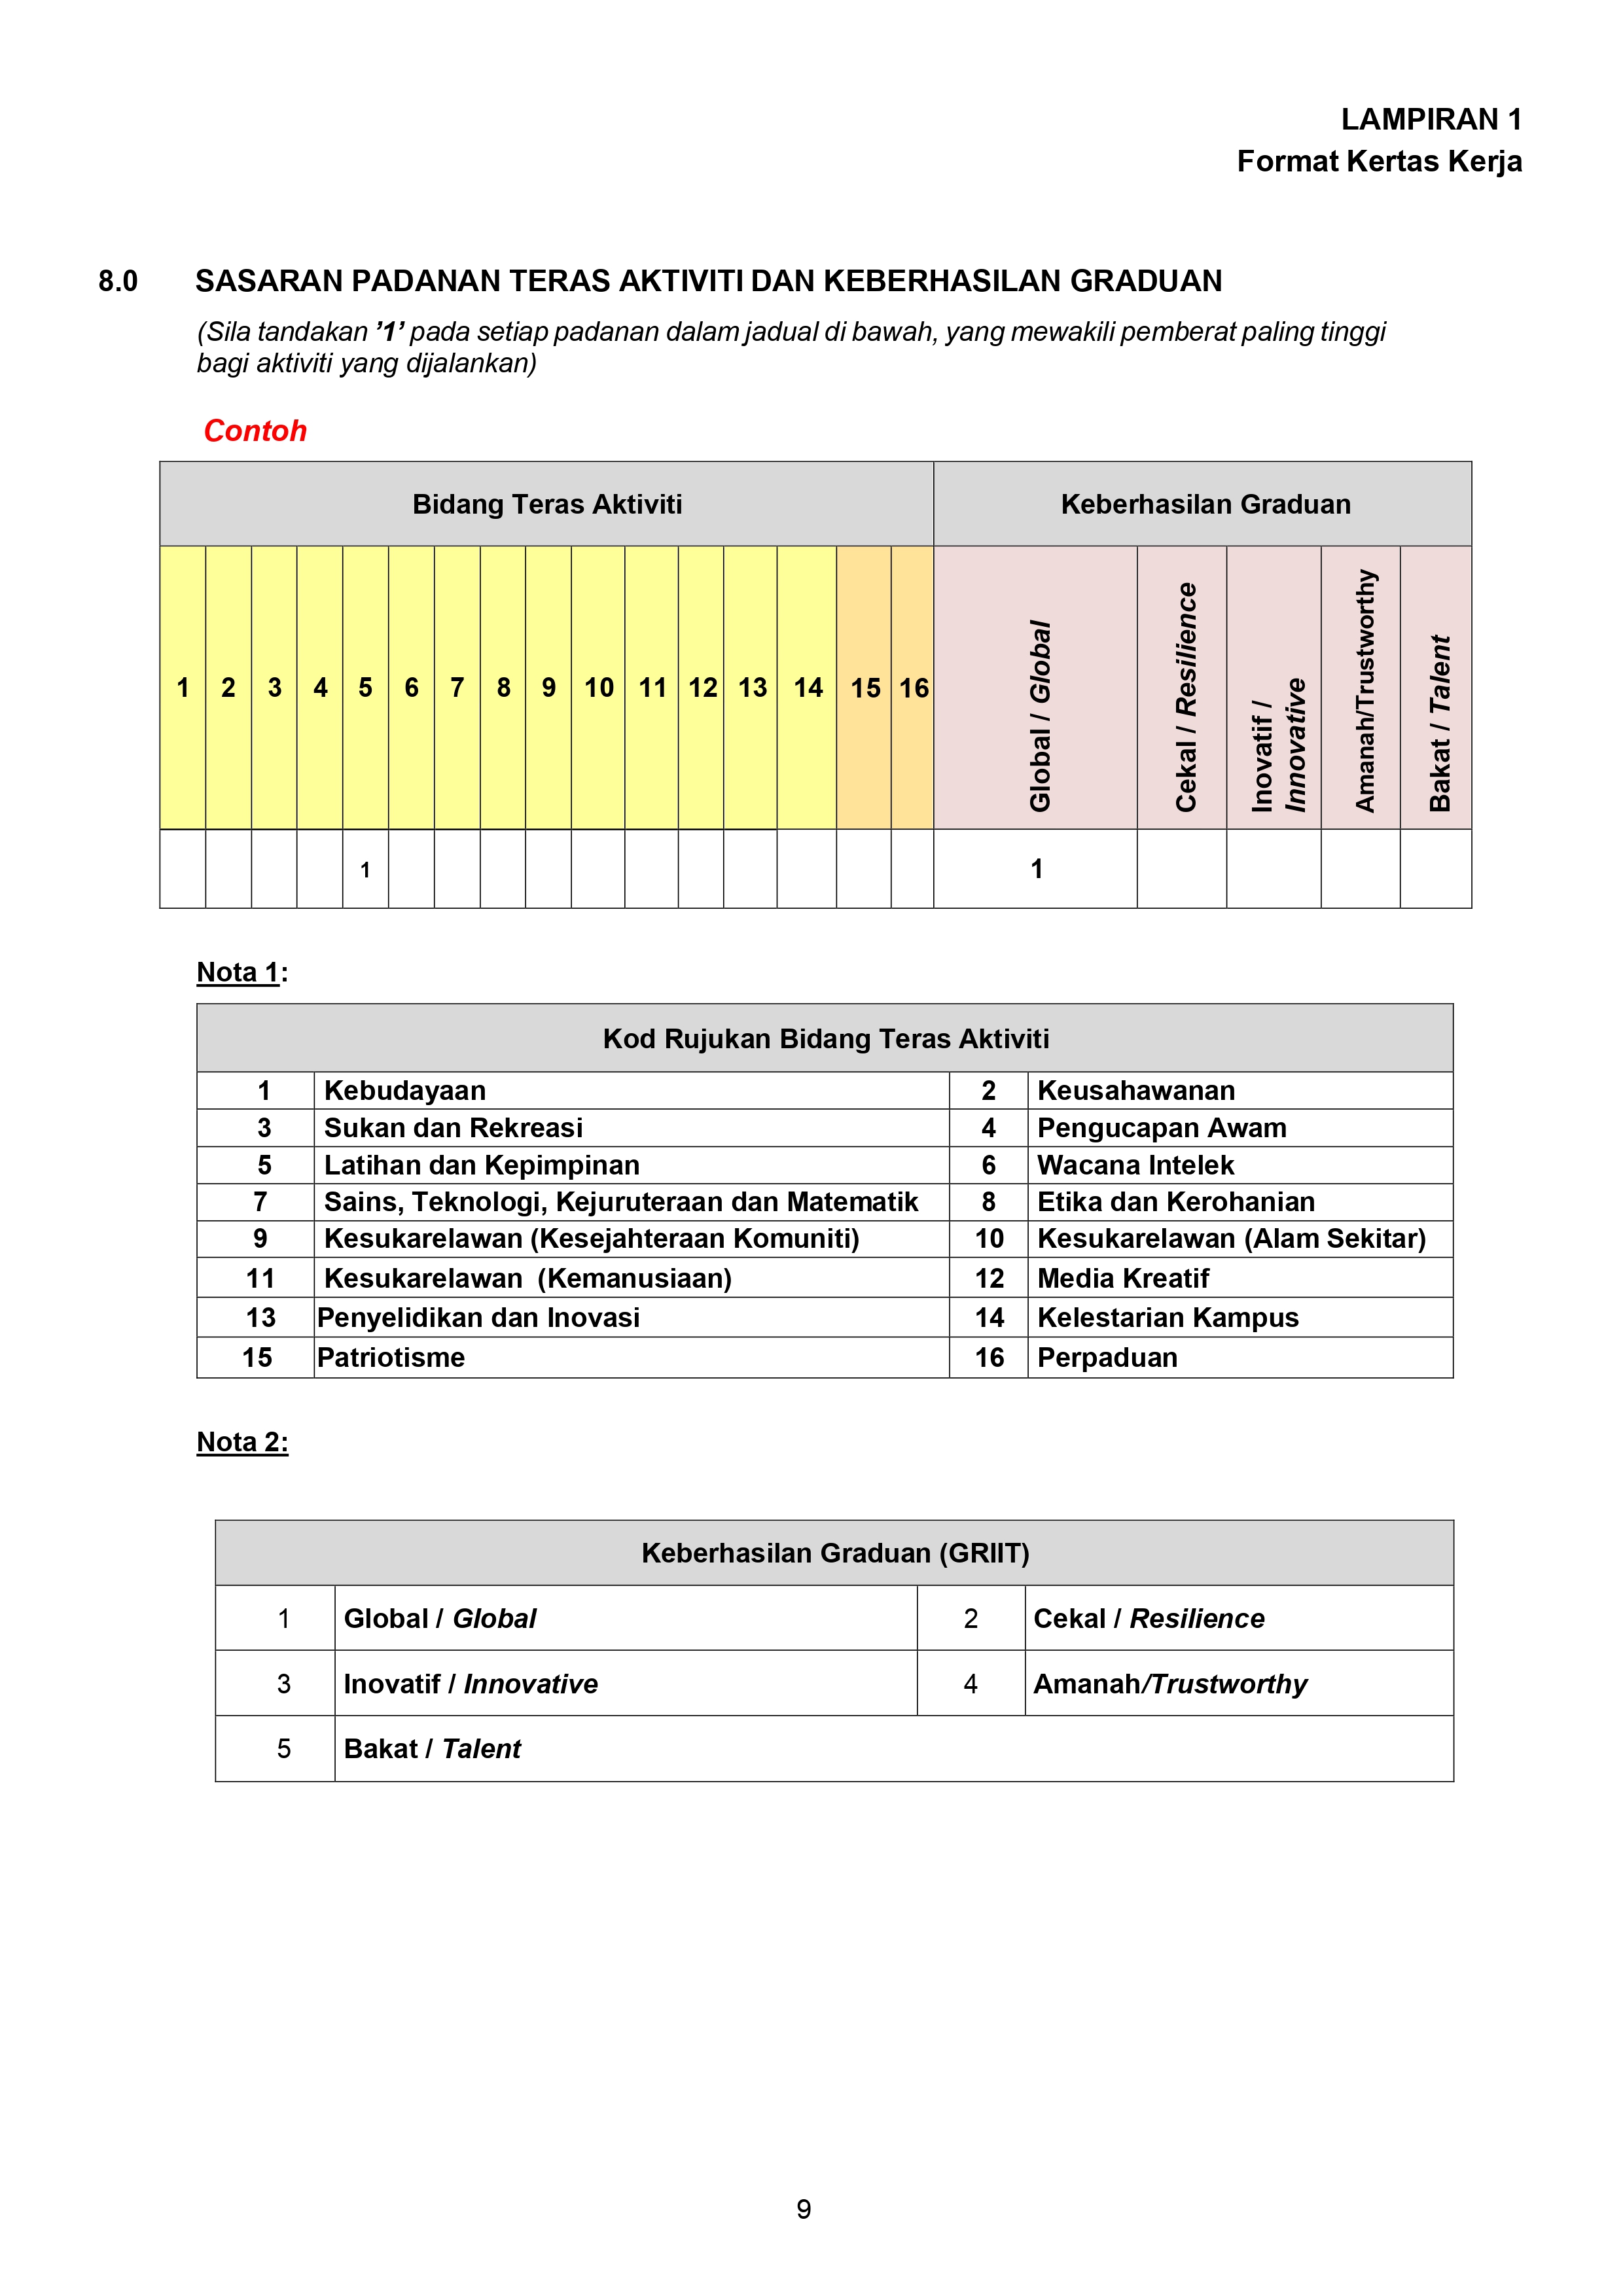 LAMPIRAN 1
Format Kertas Kerja
8.0 SASARAN PADANAN TERAS AKTIVITI DAN KEBERHASILAN GRADUAN
(Sila tandakan ’1’ pada setiap padanan dalam jadual di bawah, yang mewakili pemberat paling tinggi
bagi aktiviti yang dijalankan)
Contoh
Bidang Teras Aktiviti Keberhasilan Graduan
1 2 3 4 5 6 7 8 9 10 11 12 13 14 15 16
Global / Global
Cekal / Resilience
Inovatif /
Innovative
Amanah/Trustworthy
Bakat / Talent
1 1
Nota 1:
Kod Rujukan Bidang Teras Aktiviti
1 Kebudayaan 2 Keusahawanan
3 Sukan dan Rekreasi 4 Pengucapan Awam
5 Latihan dan Kepimpinan 6 Wacana Intelek
7 Sains, Teknologi, Kejuruteraan dan Matematik 8 Etika dan Kerohanian
9 Kesukarelawan (Kesejahteraan Komuniti) 10 Kesukarelawan (Alam Sekitar)
11 Kesukarelawan (Kemanusiaan) 12 Media Kreatif
13 Penyelidikan dan Inovasi 14 Kelestarian Kampus
15 Patriotisme 16 Perpaduan
Nota 2:
Keberhasilan Graduan (GRIIT)
1 Global / Global 2 Cekal / Resilience
3 Inovatif / Innovative 4 Amanah/Trustworthy
5 Bakat / Talent
9